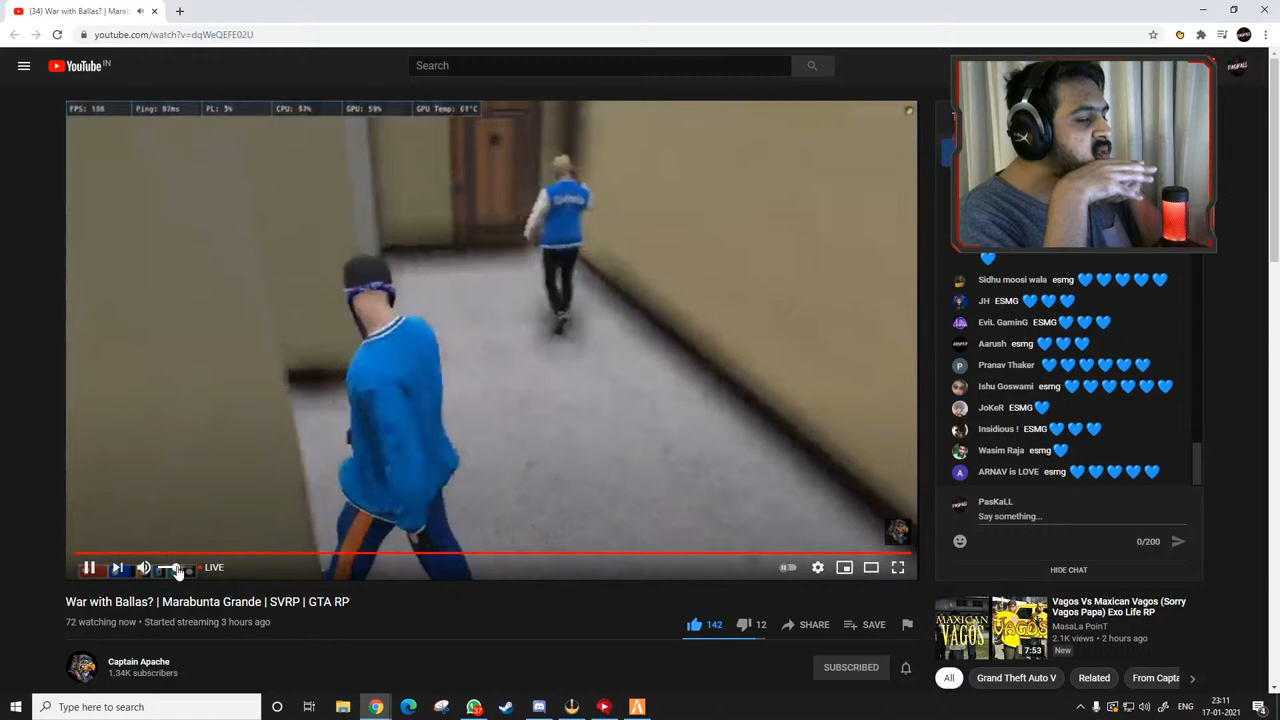 (34) War with Ballas? | Marab
youtube.com/watch?v=dqWeQEFE02U
YouTube IN
Search
FPS: 106 Ping: 87ms PL: 3% CPU: 57% GPU: 59% GPU Temp: 61°C
Sidhu moosi wala esmg 💙💙💙💙💙
JH ESMG 💙💙💙
EviL GaminG ESMG💙💙💙
Aarush esmg 💙💙💙
Pranav Thaker 💙💙💙💙💙
Ishu Goswami esmg 💙💙💙💙💙💙
JoKeR ESMG💙
Insidious ! ESMG💙💙💙
Wasim Raja esmg 💙
ARNAV is LOVE esmg 💙💙💙💙💙
PasKaLL
Say something...
0/200
HIDE CHAT
LIVE
War with Ballas? | Marabunta Grande | SVRP | GTA RP
72 watching now • Started streaming 3 hours ago
142 12 SHARE SAVE
Captain Apache
1.34K subscribers
SUBSCRIBED
MAXICAN
VAGOS
7:53
Vagos Vs Maxican Vagos (Sorry
Vagos Papa) Exo Life RP
MasaLa PoinT
2.1K views • 2 hours ago
New
All Grand Theft Auto V Related From Capta
Type here to search
37
23:11
17-01-2021
4